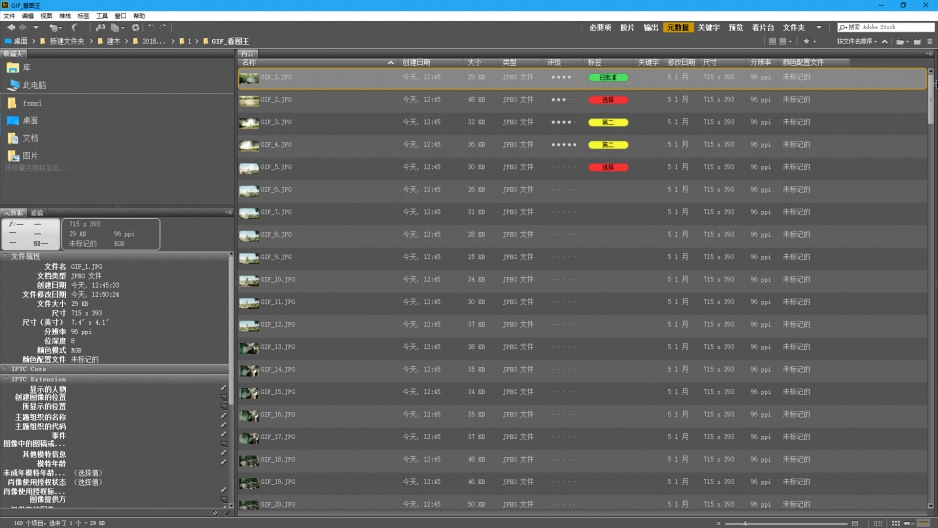 GIF_看图王
文件 编辑 视图 堆栈 标签 工具 窗口 帮助
必要项 胶片 输出 元数据 关键字 预览 看片台 文件夹
搜索 Adobe Stock
桌面 新建文件夹 建本 2018... 1 GIF_看图王
按文件名排序
收藏夹
库
此电脑
fsmsi
桌面
文档
图片
将收藏夹拖移至此...
元数据 滤镜
715 x 393
29 KB 96 ppi
未标记的 RGB
ISO
文件属性
文件名 GIF_1.JPG
文档类型 JPEG 文件
创建日期 今天, 12:45:33
文件修改日期 今天, 12:50:24
文件大小 29 KB
尺寸 715 x 393
尺寸（英寸） 7.4" x 4.1"
分辨率 96 ppi
位深度 8
颜色模式 RGB
颜色配置文件 未标记的
IPTC Core
IPTC Extension
显示的人物
创建图像的位置
所显示的位置
主题组织的名称
主题组织的代码
事件
图像中的图稿或...
其他模特信息
模特年龄
未成年模特年龄... （选择值）
肖像使用授权状态 （选择值）
肖像使用授权标...
图像提供方
内容
名称 创建日期 大小 类型 评级 标签 关键字 修改日期 尺寸 分辨率 颜色配置文件
GIF_1.JPG 今天, 12:45 29 KB JPEG 文件 ★★★★ 已批准 5 1 月 715 x 393 96 ppi 未标记的
GIF_2.JPG 今天, 12:45 48 KB JPEG 文件 ★★★ 选择 5 1 月 715 x 393 96 ppi 未标记的
GIF_3.JPG 今天, 12:45 32 KB JPEG 文件 ★★★★ 第二 5 1 月 715 x 393 96 ppi 未标记的
GIF_4.JPG 今天, 12:45 36 KB JPEG 文件 ★★★★★ 第二 5 1 月 715 x 393 96 ppi 未标记的
GIF_5.JPG 今天, 12:45 30 KB JPEG 文件 选择 5 1 月 715 x 393 96 ppi 未标记的
GIF_6.JPG 今天, 12:45 26 KB JPEG 文件 5 1 月 715 x 393 96 ppi 未标记的
GIF_7.JPG 今天, 12:45 31 KB JPEG 文件 5 1 月 715 x 393 96 ppi 未标记的
GIF_8.JPG 今天, 12:45 28 KB JPEG 文件 5 1 月 715 x 393 96 ppi 未标记的
GIF_9.JPG 今天, 12:45 25 KB JPEG 文件 5 1 月 715 x 393 96 ppi 未标记的
GIF_10.JPG 今天, 12:45 34 KB JPEG 文件 5 1 月 715 x 393 96 ppi 未标记的
GIF_11.JPG 今天, 12:45 30 KB JPEG 文件 5 1 月 715 x 393 96 ppi 未标记的
GIF_12.JPG 今天, 12:45 37 KB JPEG 文件 5 1 月 715 x 393 96 ppi 未标记的
GIF_13.JPG 今天, 12:45 38 KB JPEG 文件 5 1 月 715 x 393 96 ppi 未标记的
GIF_14.JPG 今天, 12:45 35 KB JPEG 文件 5 1 月 715 x 393 96 ppi 未标记的
GIF_15.JPG 今天, 12:45 34 KB JPEG 文件 5 1 月 715 x 393 96 ppi 未标记的
GIF_16.JPG 今天, 12:45 35 KB JPEG 文件 5 1 月 715 x 393 96 ppi 未标记的
GIF_17.JPG 今天, 12:45 37 KB JPEG 文件 5 1 月 715 x 393 96 ppi 未标记的
GIF_18.JPG 今天, 12:45 48 KB JPEG 文件 5 1 月 715 x 393 96 ppi 未标记的
GIF_19.JPG 今天, 12:45 46 KB JPEG 文件 5 1 月 715 x 393 96 ppi 未标记的
GIF_20.JPG 今天, 12:45 50 KB JPEG 文件 5 1 月 715 x 393 96 ppi 未标记的
169 个项目, 选中了 1 个 - 29 KB